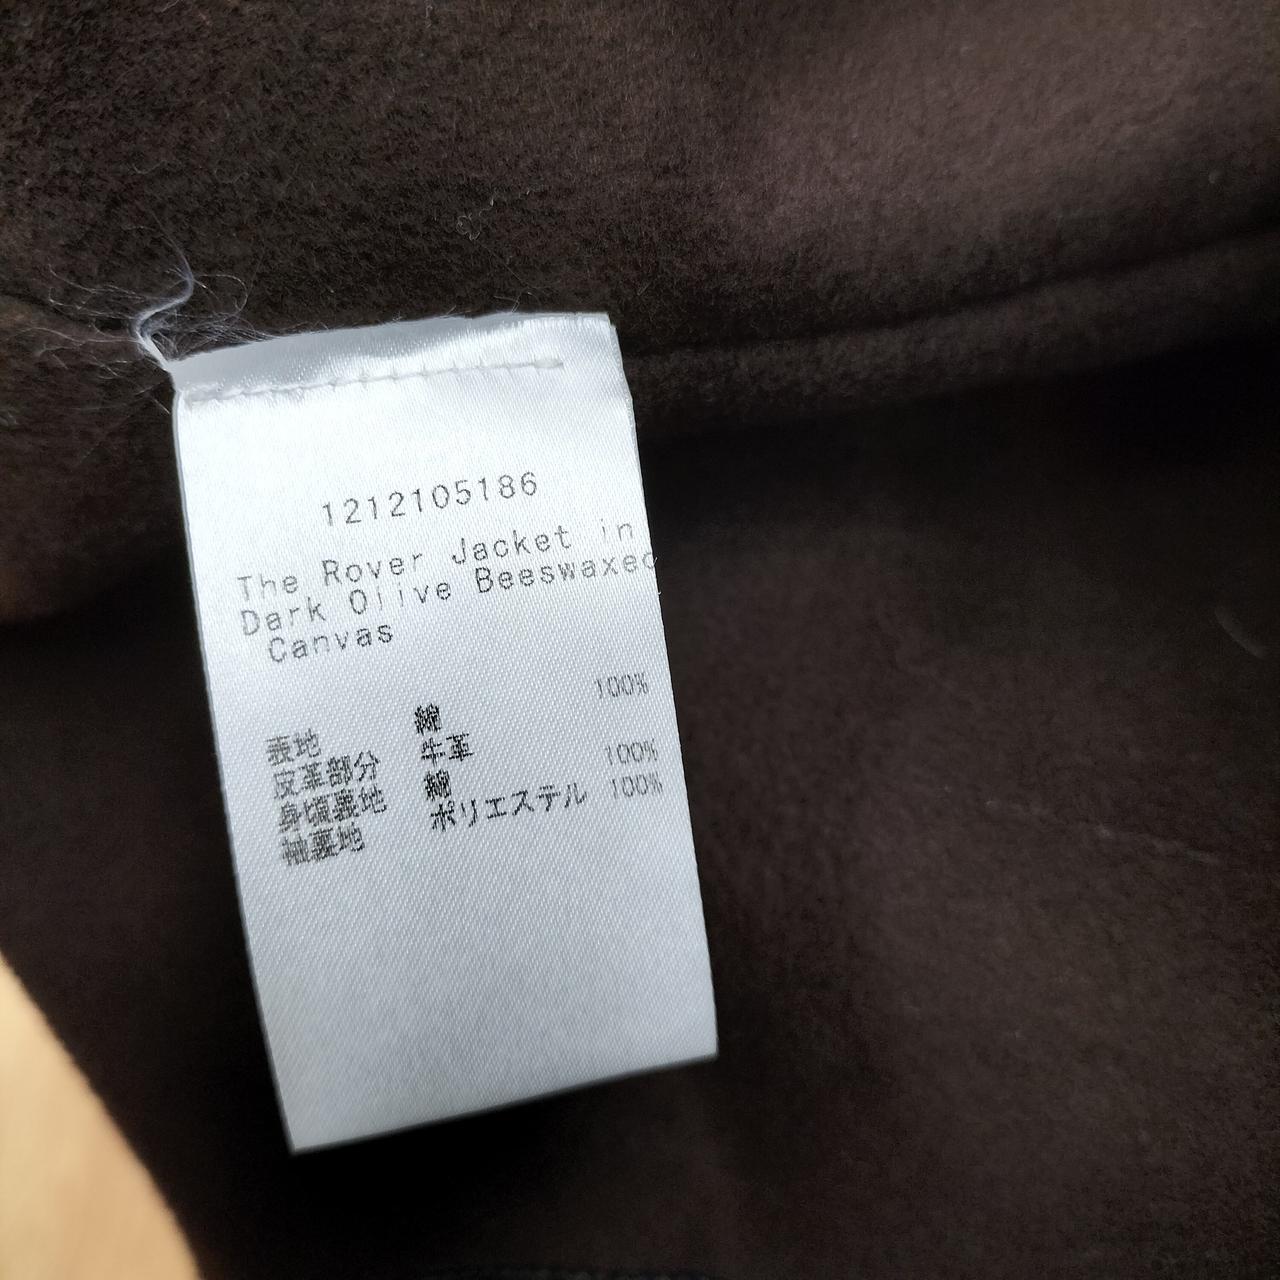 1212105186
The Rover Jacket in
Dark Olive Beeswaxed
Canvas
表地 綿 100%
皮革部分 牛革
身頃裏地 綿 100%
袖裏地 ポリエステル 100%